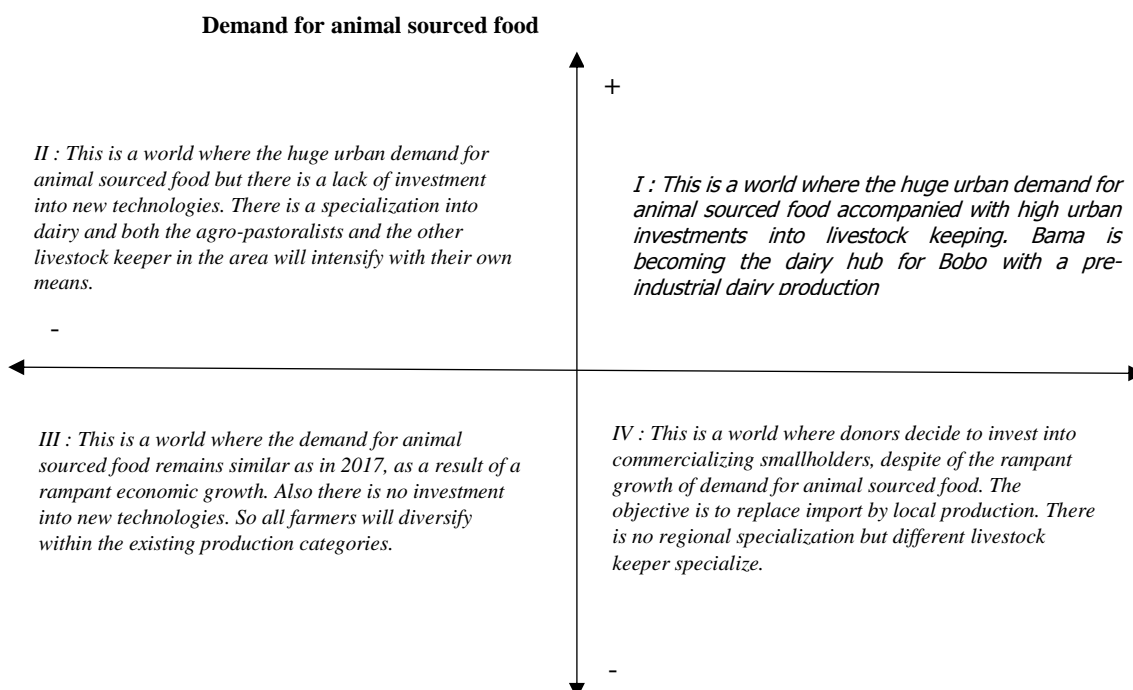 Demand for animal sourced food
+
II : This is a world where the huge urban demand for
animal sourced food but there is a lack of investment
into new technologies. There is a specialization into
dairy and both the agro-pastoralists and the other
livestock keeper in the area will intensify with their own
means.
-
I : This is a world where the huge urban demand for
animal sourced food accompanied with high urban
investments into livestock keeping. Bama is
becoming the dairy hub for Bobo with a pre-
industrial dairy production
III : This is a world where the demand for animal
sourced food remains similar as in 2017, as a result of a
rampant economic growth. Also there is no investment
into new technologies. So all farmers will diversify
within the existing production categories.
IV : This is a world where donors decide to invest into
commercializing smallholders, despite of the rampant
growth of demand for animal sourced food. The
objective is to replace import by local production. There
is no regional specialization but different livestock
keeper specialize.
-